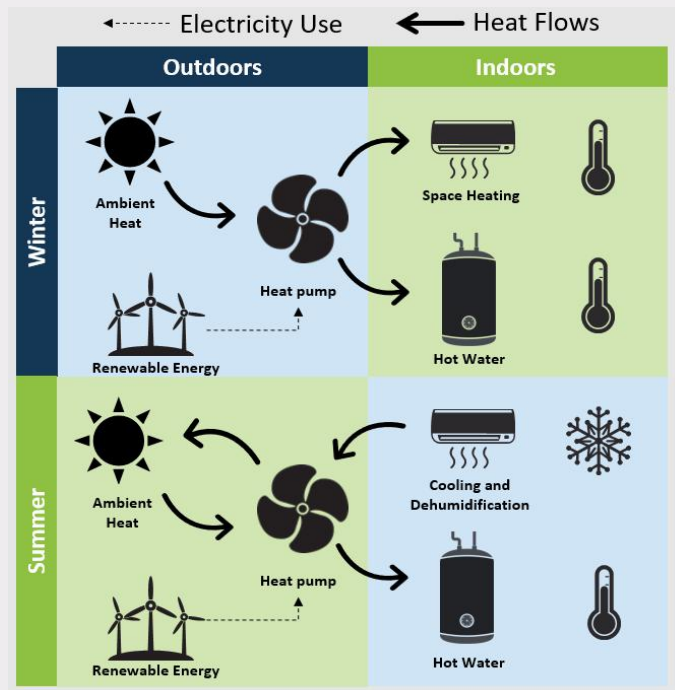 Electricity Use
Heat Flows
Outdoors
Indoors
Winter
Ambient
Heat
Heat pump
Renewable Energy
Space Heating
Hot Water
Summer
Ambient
Heat
Heat pump
Renewable Energy
Cooling and
Dehumidification
Hot Water